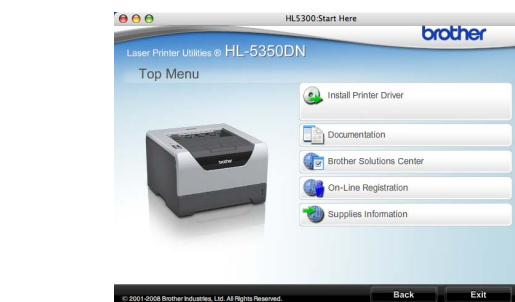 HL5300:Start Here
brother
Laser Printer Utilities ® HL-5350DN
Top Menu
Install Printer Driver
Documentation
Brother Solutions Center
On-Line Registration
Supplies Information
brother
© 2001-2008 Brother Industries, Ltd. All Rights Reserved.
Back
Exit